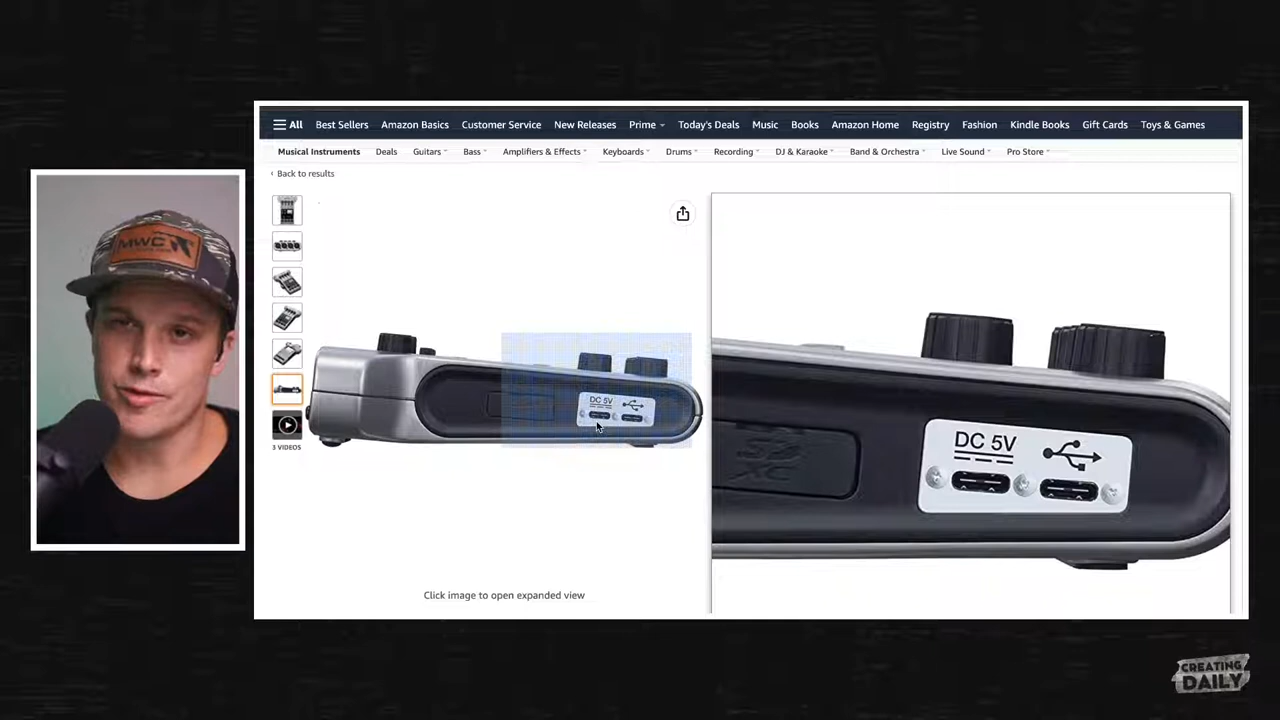 All Best Sellers Amazon Basics Customer Service New Releases Prime Today's Deals Music Books Amazon Home Registry Fashion Kindle Books Gift Cards Toys & Games
Musical Instruments Deals Guitars Bass Amplifiers & Effects Keyboards Drums Recording DJ & Karaoke Band & Orchestra Live Sound Pro Store
‹ Back to results
MWC
3 VIDEOS
DC 5V
DC 5V
XC
Click image to open expanded view
CREATING
DAILY